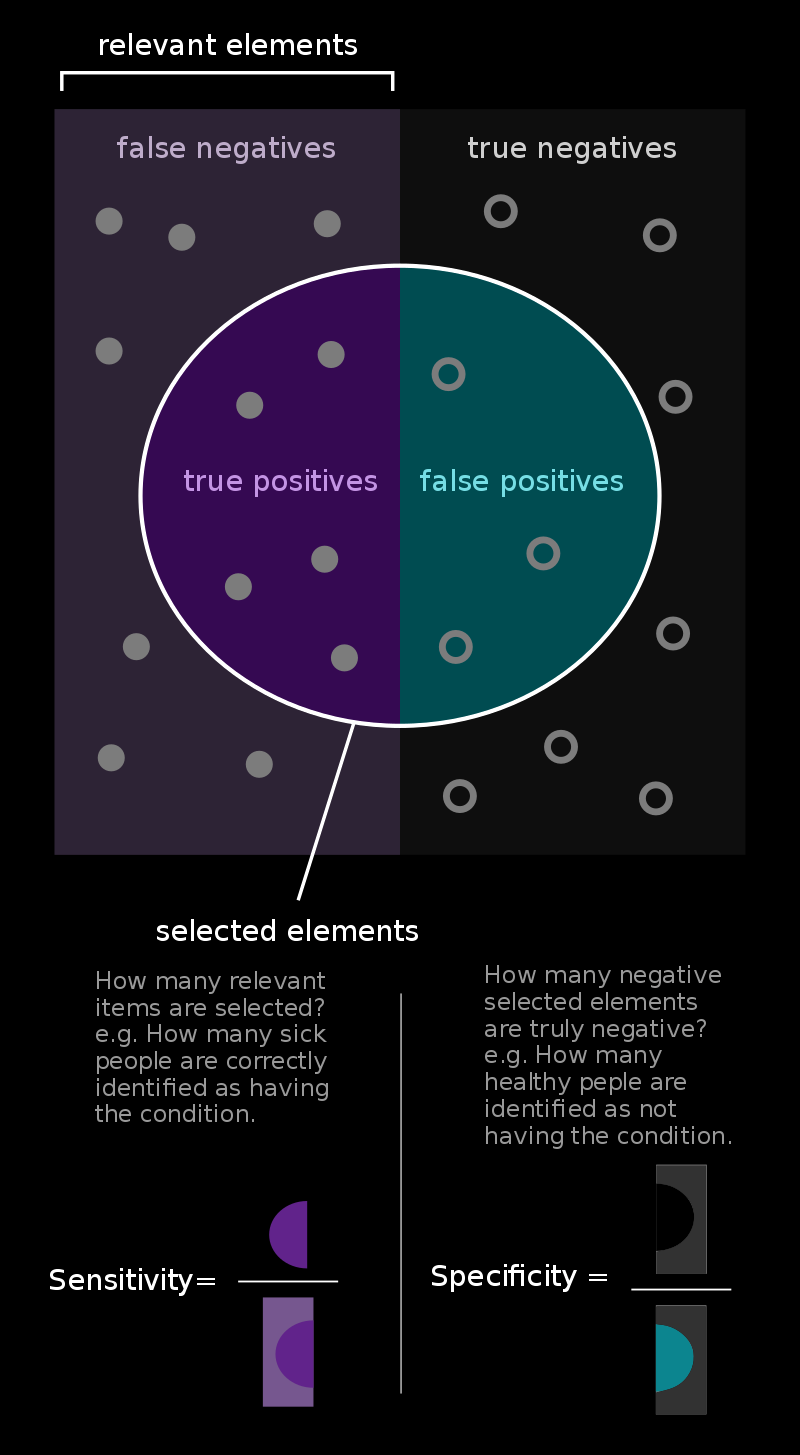 relevant elements
false negatives
true negatives
true positives
false positives
selected elements
How many relevant
items are selected?
e.g. How many sick
people are correctly
identified as having
the condition.
How many negative
selected elements
are truly negative?
e.g. How many
healthy peple are
identified as not
having the condition.
Sensitivity=
Specificity =